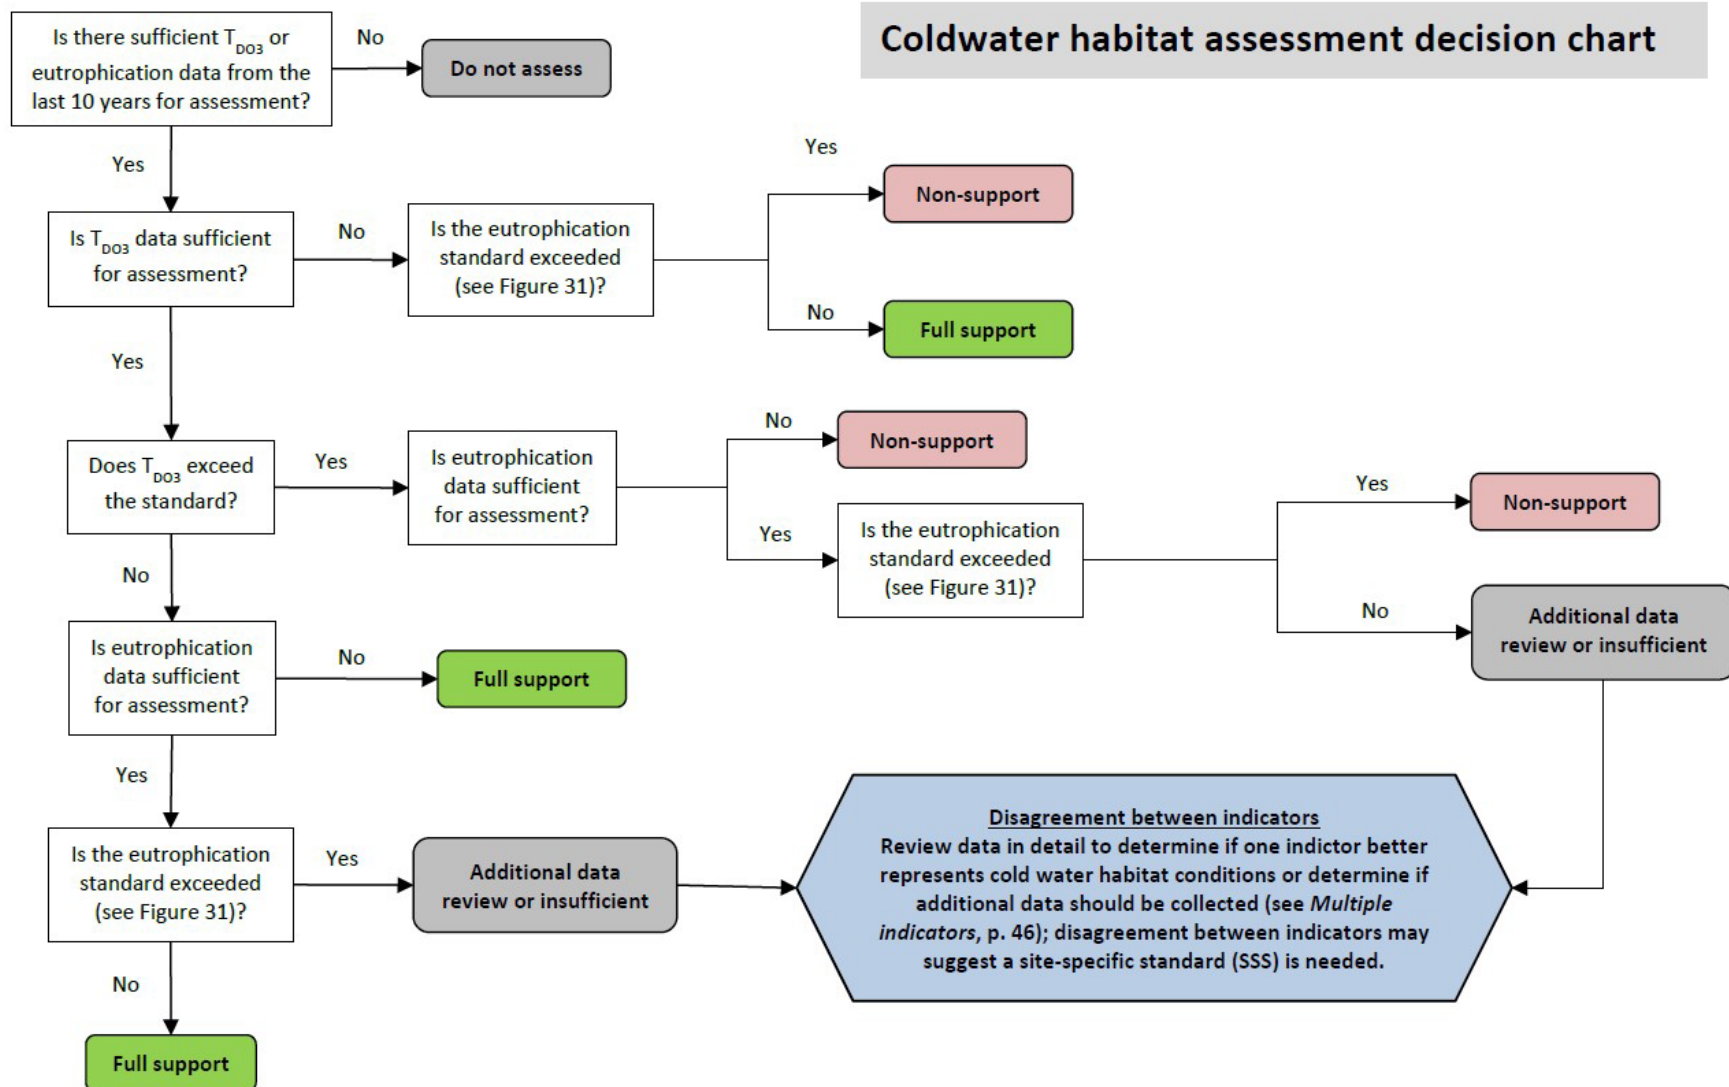 Coldwater habitat assessment decision chart
Is there sufficient T_DO3 or
eutrophication data from the
last 10 years for assessment?
No
Do not assess
Yes
Is T_DO3 data sufficient
for assessment?
No
Is the eutrophication
standard exceeded
(see Figure 31)?
Yes
Non-support
No
Full support
Yes
Does T_DO3 exceed
the standard?
Yes
Is eutrophication
data sufficient
for assessment?
No
Non-support
Yes
Is the eutrophication
standard exceeded
(see Figure 31)?
Yes
Non-support
No
Additional data
review or insufficient
No
Is eutrophication
data sufficient
for assessment?
No
Full support
Yes
Is the eutrophication
standard exceeded
(see Figure 31)?
Yes
Additional data
review or insufficient
Disagreement between indicators
Review data in detail to determine if one indictor better
represents cold water habitat conditions or determine if
additional data should be collected (see Multiple
indicators, p. 46); disagreement between indicators may
suggest a site-specific standard (SSS) is needed.
No
Full support